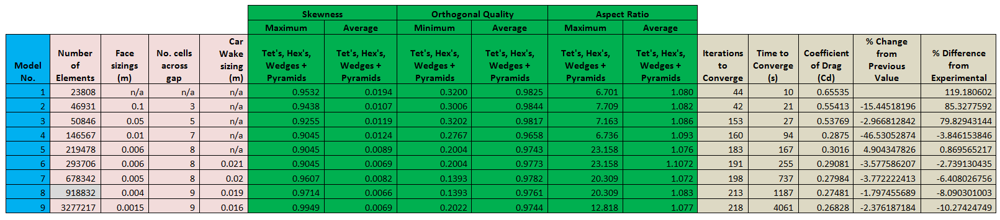 Skewness Orthogonal Quality Aspect Ratio
Maximum Average Minimum Average Maximum Average
Model No. Number of Elements Face sizings (m) No. cells across gap Car Wake sizing (m) Tet's, Hex's, Wedges + Pyramids Tet's, Hex's, Wedges + Pyramids Tet's, Hex's, Wedges + Pyramids Tet's, Hex's, Wedges + Pyramids Tet's, Hex's, Wedges + Pyramids Tet's, Hex's, Wedges + Pyramids Iterations to Converge Time to Converge (s) Coefficient of Drag (Cd) % Change from Previous Value % Difference from Experimental
1 23808 n/a n/a n/a 0.9532 0.0194 0.3200 0.9825 6.701 1.080 44 10 0.65535 119.180602
2 46931 0.1 3 n/a 0.9438 0.0107 0.3006 0.9844 7.709 1.082 42 21 0.55413 -15.44518196 85.3277592
3 50846 0.05 5 n/a 0.9255 0.0119 0.3202 0.9817 7.163 1.086 153 27 0.53769 -2.966812842 79.82943144
4 146567 0.01 7 n/a 0.9045 0.0124 0.2767 0.9658 6.736 1.093 160 94 0.2875 -46.53052874 -3.846153846
5 219478 0.006 8 n/a 0.9045 0.0089 0.2004 0.9743 23.158 1.076 183 167 0.3016 4.904347826 0.869565217
6 293706 0.006 8 0.021 0.9045 0.0069 0.2004 0.9773 23.158 1.1072 191 255 0.29081 -3.577586207 -2.739130435
7 678342 0.005 8 0.02 0.9607 0.0082 0.1393 0.9782 20.309 1.072 198 737 0.27984 -3.772222413 -6.408026756
8 918832 0.004 9 0.019 0.9714 0.0066 0.1393 0.9761 20.309 1.083 213 1187 0.27481 -1.797455689 -8.090301003
9 3277217 0.0015 9 0.016 0.9949 0.0069 0.2022 0.9744 12.818 1.077 218 4061 0.26828 -2.376187184 -10.27424749